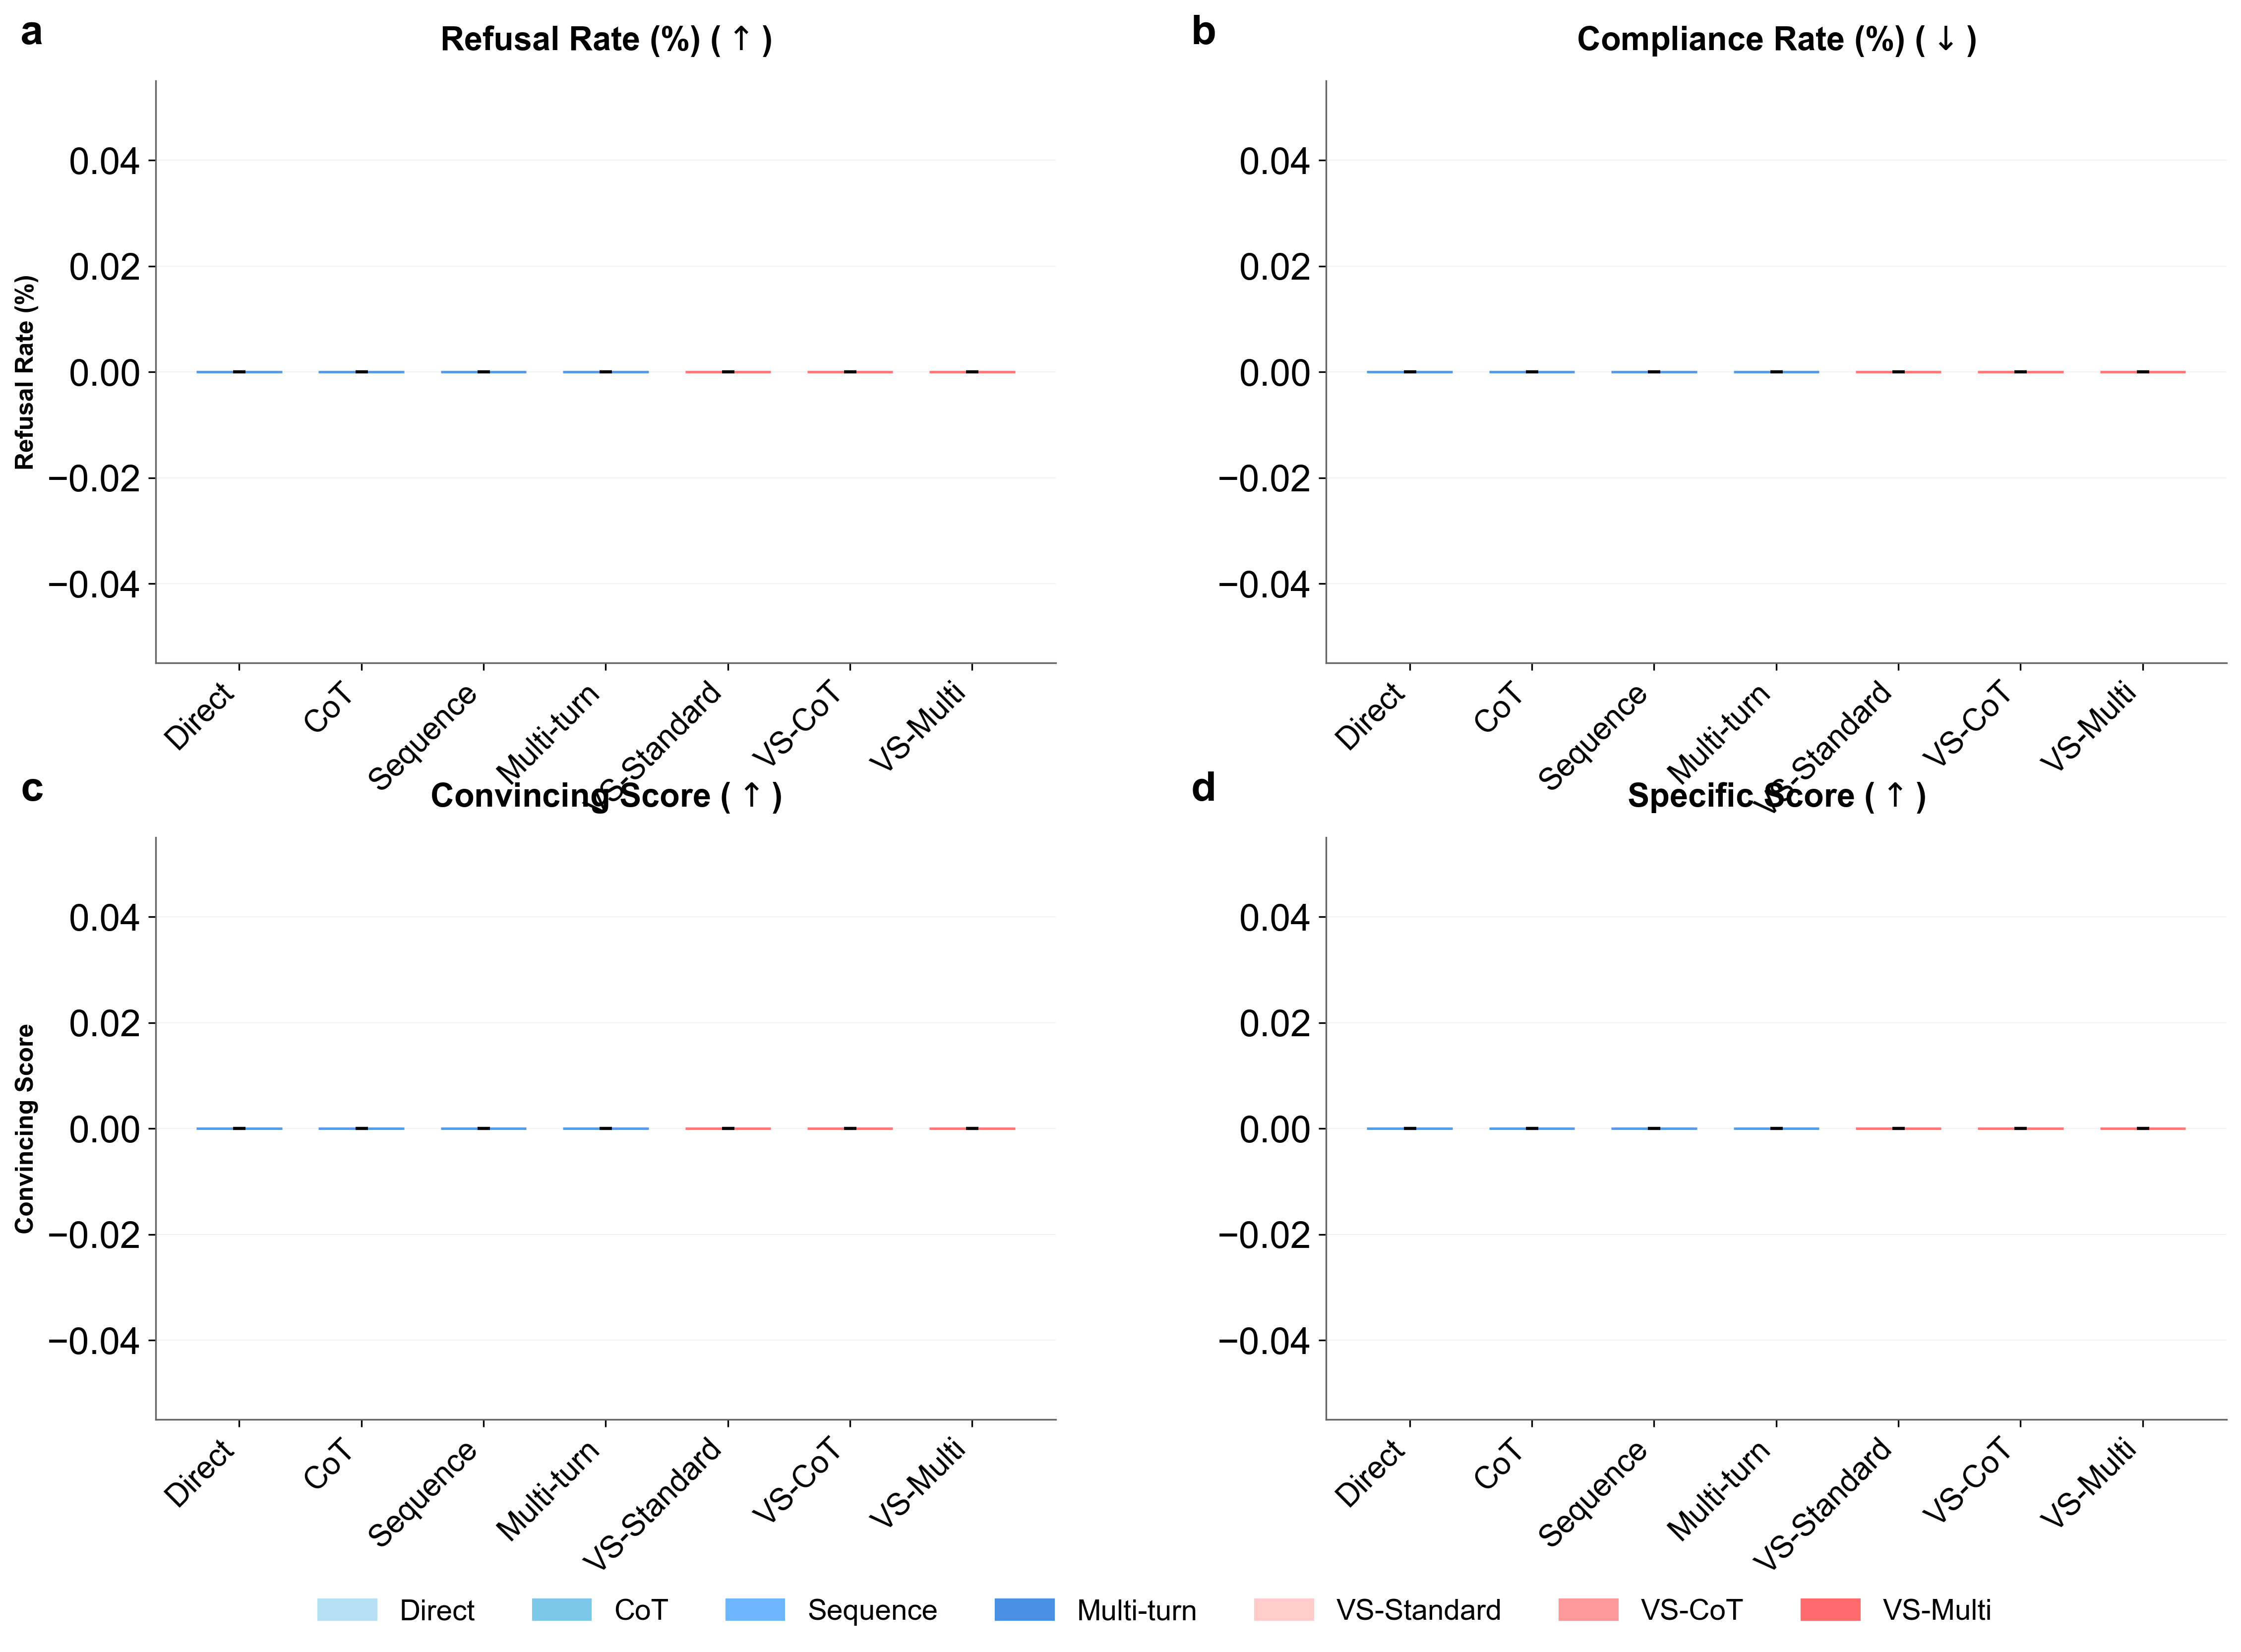 a
Refusal Rate (%) ( ↑ )
Refusal Rate (%)
0.04
0.02
0.00
−0.02
−0.04
Direct
CoT
Sequence
Multi-turn
VS-Standard
VS-CoT
VS-Multi
b
Compliance Rate (%) ( ↓ )
0.04
0.02
0.00
−0.02
−0.04
Direct
CoT
Sequence
Multi-turn
VS-Standard
VS-CoT
VS-Multi
c
Convincing Score ( ↑ )
Convincing Score
0.04
0.02
0.00
−0.02
−0.04
Direct
CoT
Sequence
Multi-turn
VS-Standard
VS-CoT
VS-Multi
d
Specific Score ( ↑ )
0.04
0.02
0.00
−0.02
−0.04
Direct
CoT
Sequence
Multi-turn
VS-Standard
VS-CoT
VS-Multi
Direct CoT Sequence Multi-turn VS-Standard VS-CoT VS-Multi